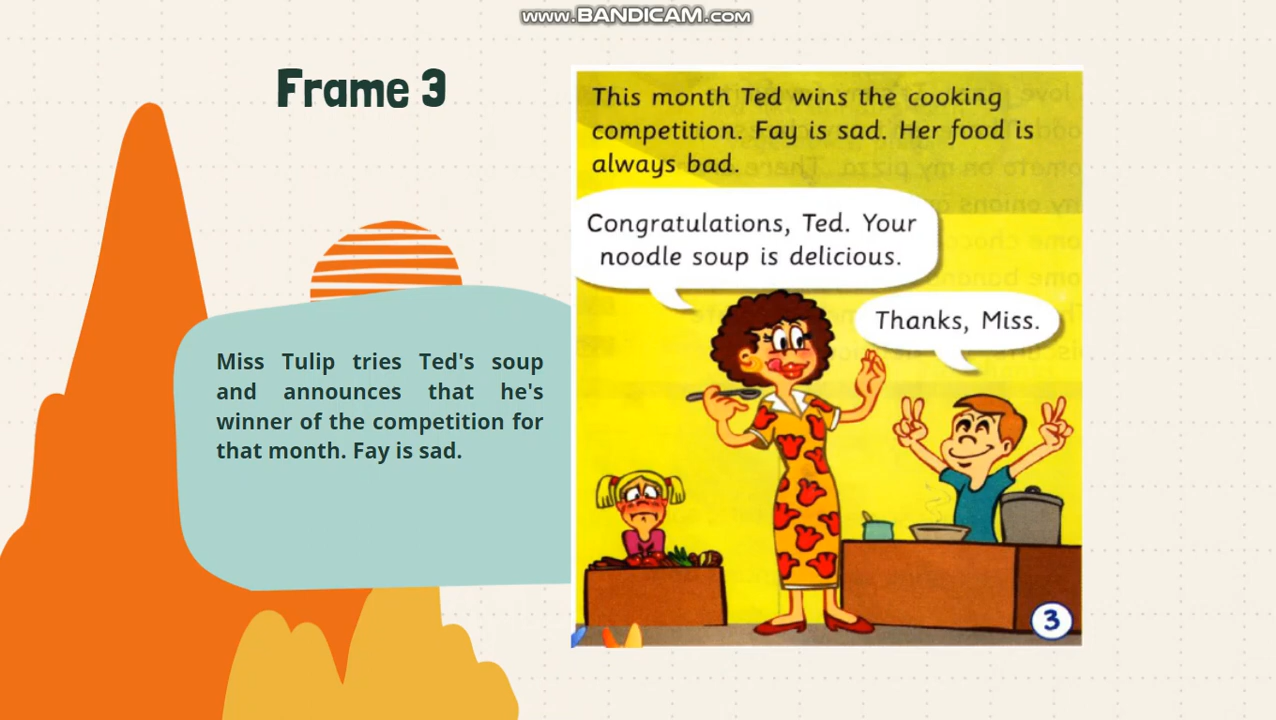 www.BANDICAM.com
Frame 3
Miss Tulip tries Ted's soup
and announces that he's
winner of the competition for
that month. Fay is sad.
This month Ted wins the cooking
competition. Fay is sad. Her food is
always bad.
Congratulations, Ted. Your
noodle soup is delicious.
Thanks, Miss.
3